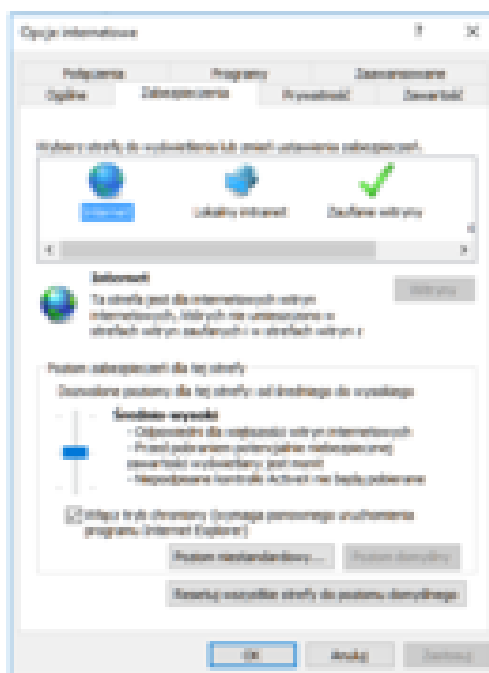 Opcje internetowe
Połączenia Programy Zaawansowane
Ogólne Zabezpieczenia Prywatność Zawartość
Wybierz strefę do wyświetlenia lub zmień ustawienia zabezpieczeń.
Internet Lokalny intranet Zaufane witryny
Internet
Witryny
Ta strefa jest dla internetowych witryn
internetowych, których nie umieszczono w
strefach witryn zaufanych i w strefach witryn z
Poziom zabezpieczeń dla tej strefy
Dozwolone poziomy dla tej strefy: od średniego do wysokiego
Średnio-wysoki
- Odpowiedni dla większości witryn internetowych
- Przed pobraniem potencjalnie niebezpiecznej
zawartości wyświetlany jest monit
- Niepodpisane kontrolki ActiveX nie będą pobierane
Włącz tryb chroniony (wymaga ponownego uruchomienia
programu Internet Explorer)
Poziom niestandardowy... Poziom domyślny
Resetuj wszystkie strefy do poziomu domyślnego
OK Anuluj Zastosuj